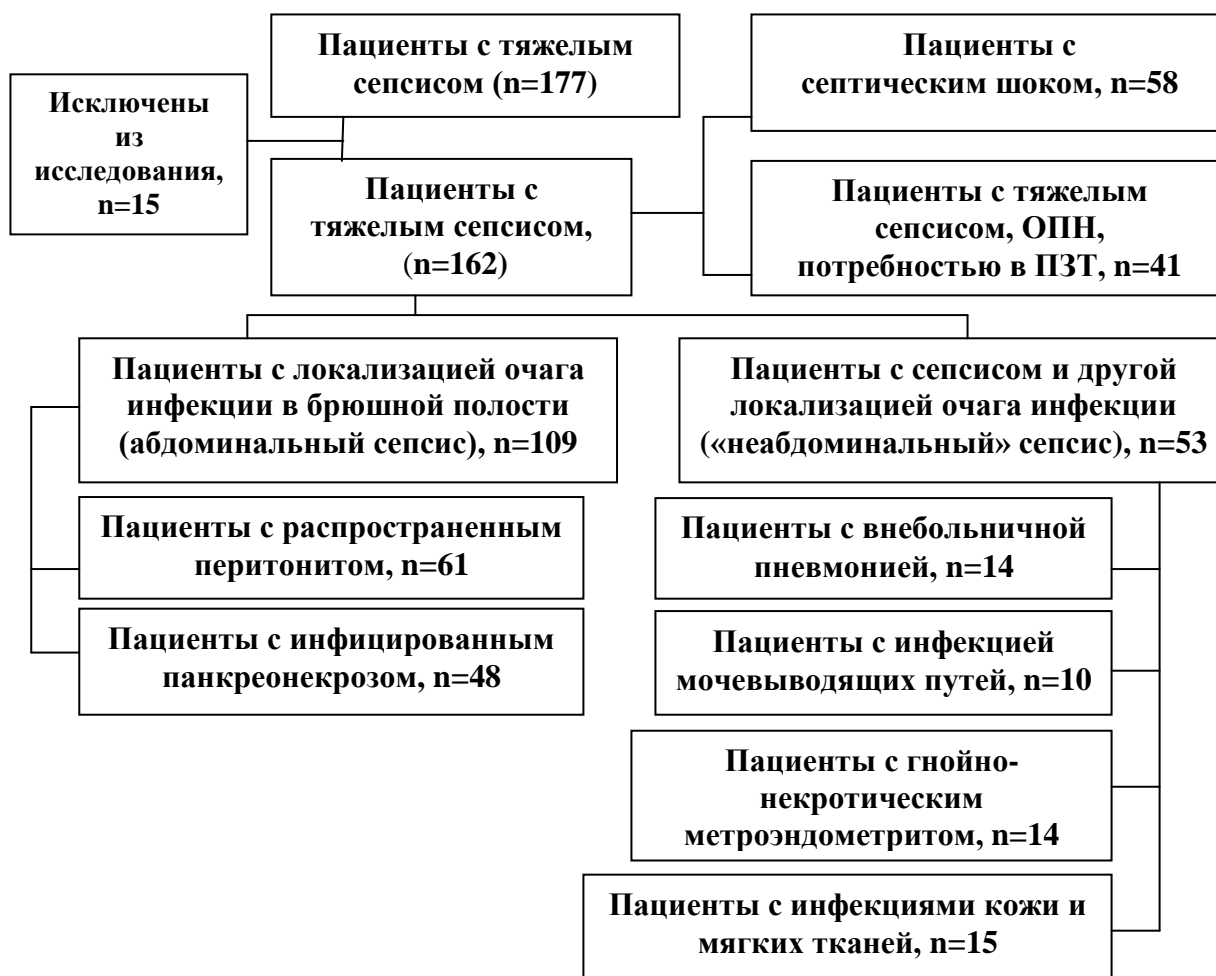 Пациенты с тяжелым
сепсисом (n=177)
Пациенты с
септическим шоком, n=58
Исключены
из
исследования,
n=15
Пациенты с
тяжелым сепсисом,
(n=162)
Пациенты с тяжелым
сепсисом, ОПН,
потребностью в ПЗТ, n=41
Пациенты с локализацией очага
инфекции в брюшной полости
(абдоминальный сепсис), n=109
Пациенты с сепсисом и другой
локализацией очага инфекции
(«неабдоминальный» сепсис), n=53
Пациенты с распространенным
перитонитом, n=61
Пациенты с инфицированным
панкреонекрозом, n=48
Пациенты с внебольничной
пневмонией, n=14
Пациенты с инфекцией
мочевыводящих путей, n=10
Пациенты с гнойно-
некротическим
метроэндометритом, n=14
Пациенты с инфекциями кожи и
мягких тканей, n=15